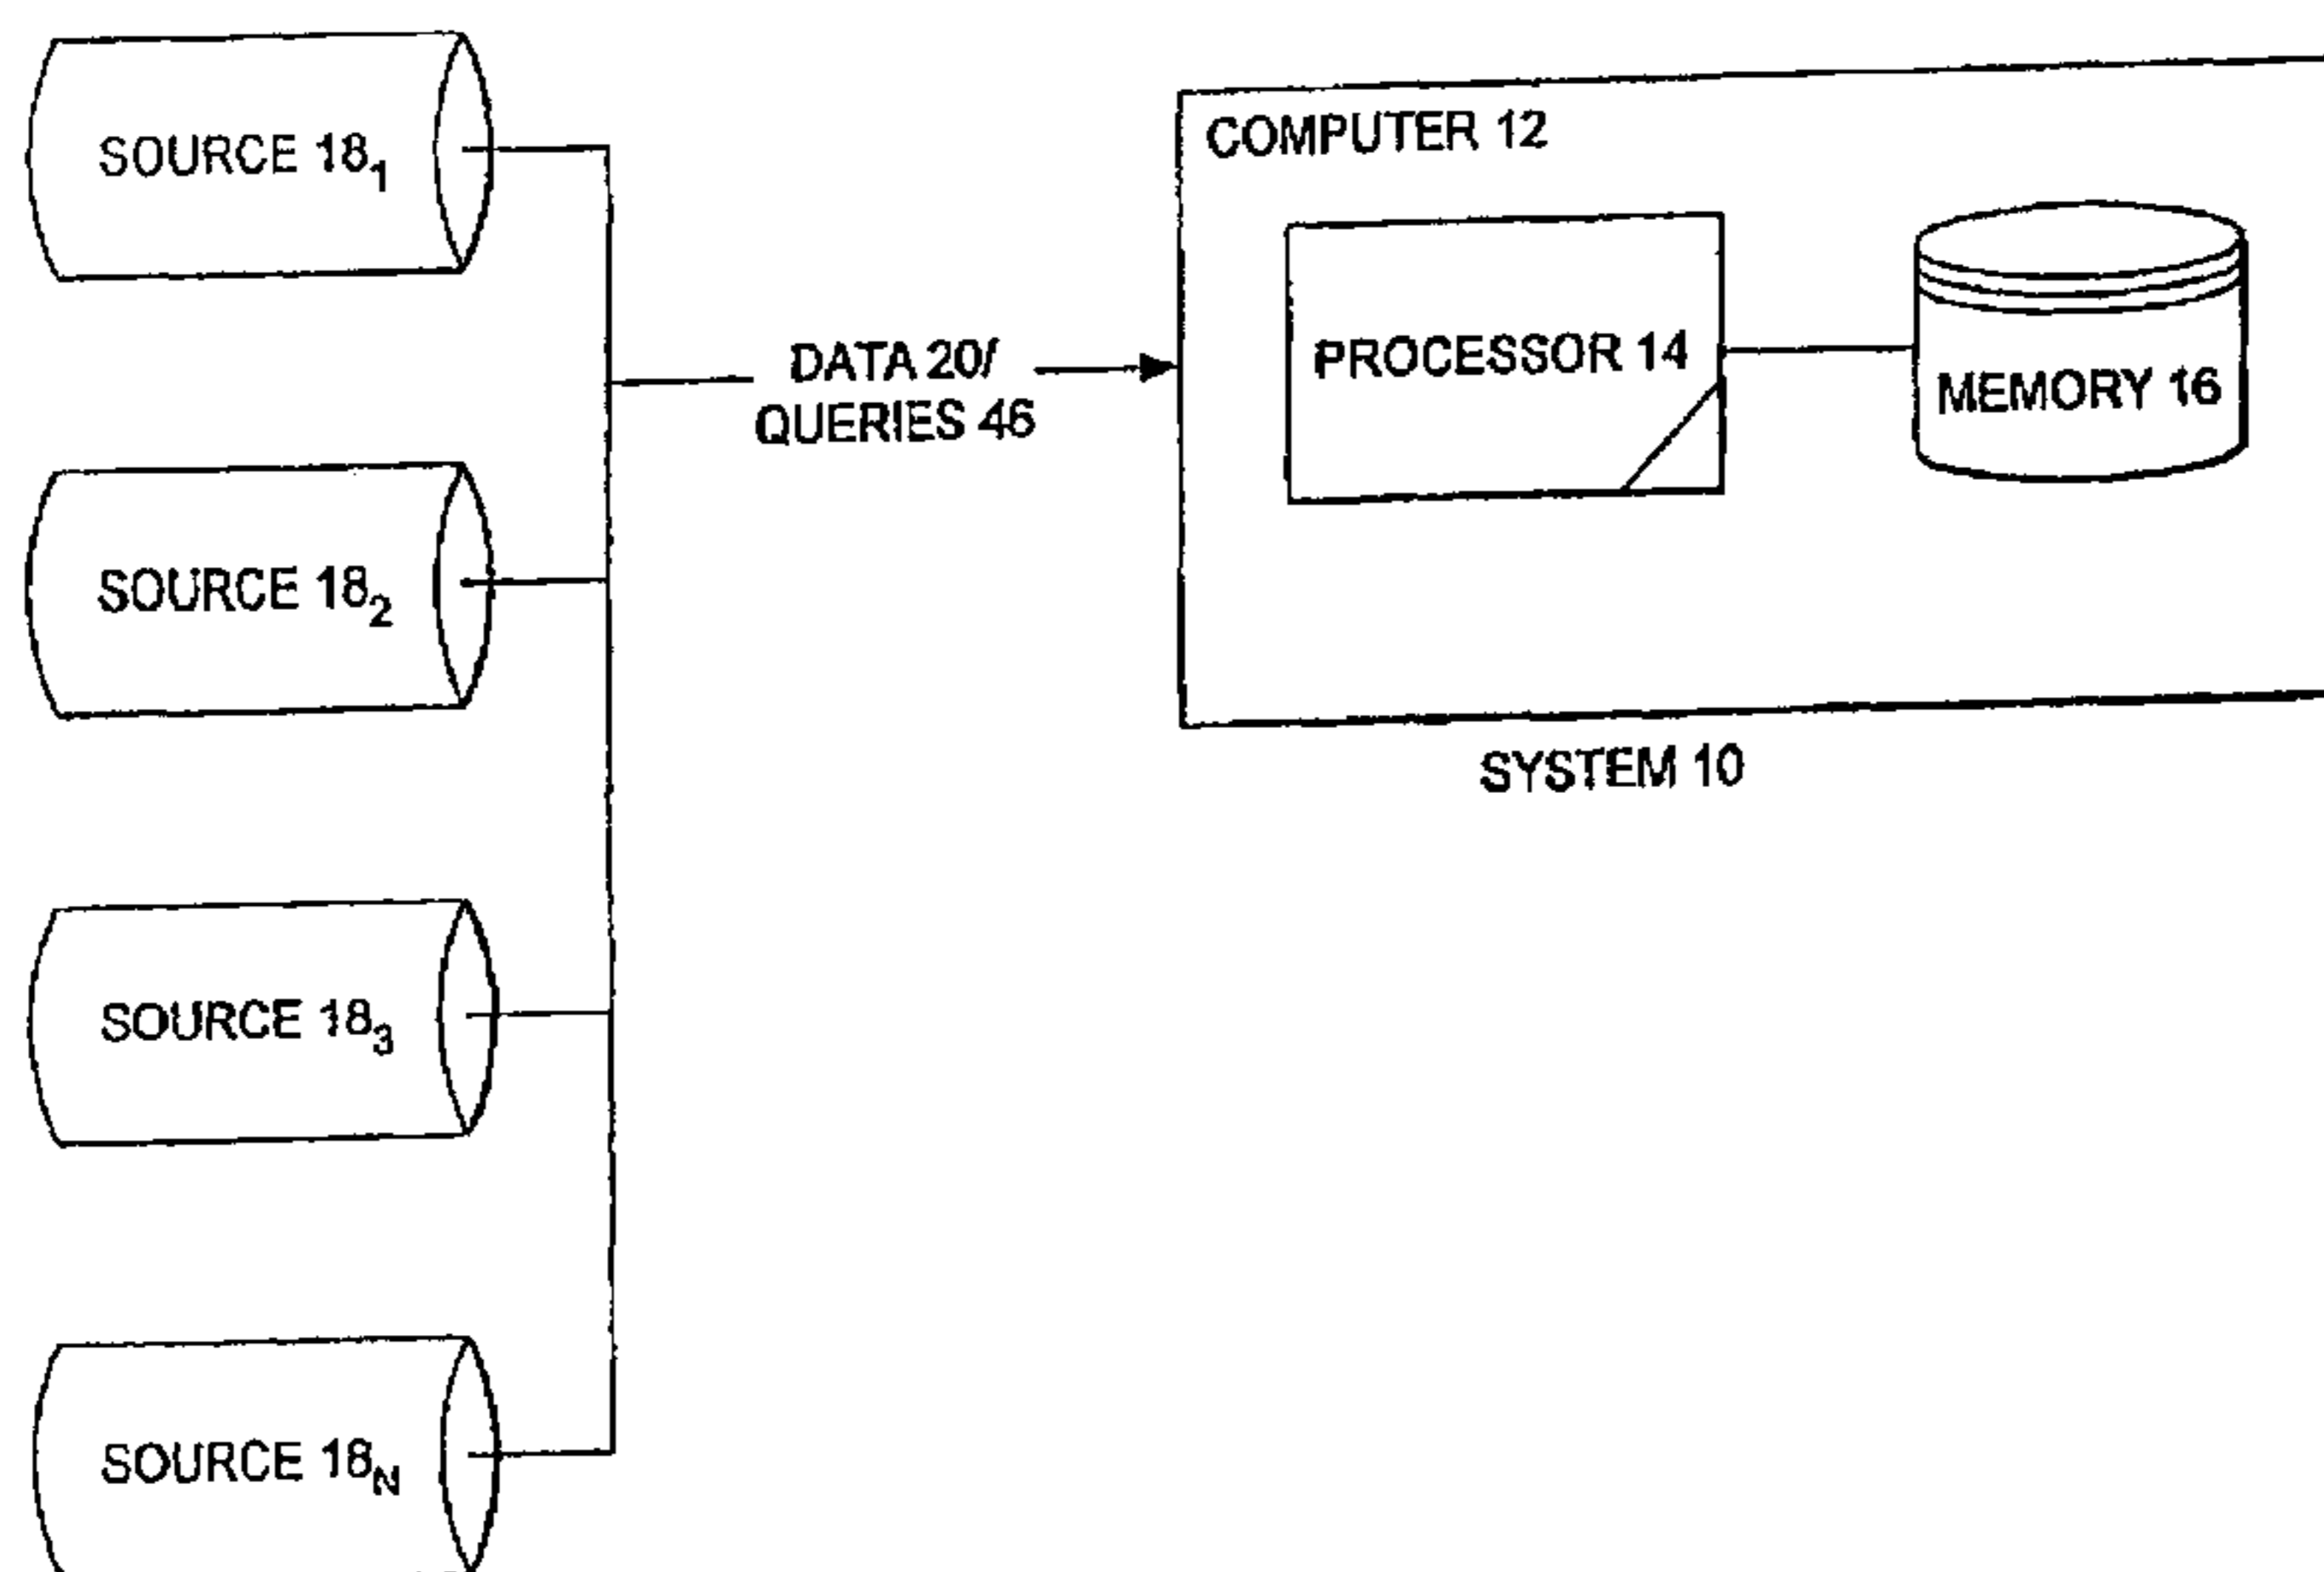 SOURCE 18₁
COMPUTER 12
PROCESSOR 14
MEMORY 16
DATA 20/
QUERIES 46
SOURCE 18₂
SYSTEM 10
SOURCE 18₃
SOURCE 18N